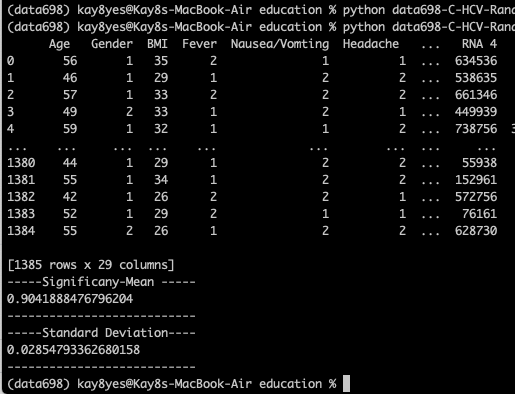 (data698) kay8yes@Kay8s-MacBook-Air education % python data698-C-HCV-Rand
(data698) kay8yes@Kay8s-MacBook-Air education % python data698-C-HCV-Rand
Age Gender BMI Fever Nausea/Vomting Headache ... RNA 4
0 56 1 35 2 1 1 ... 634536
1 46 1 29 1 2 2 ... 538635
2 57 1 33 2 2 2 ... 661346
3 49 2 33 1 2 1 ... 449939
4 59 1 32 1 1 2 ... 738756 3
... ... ... ... ... ... ... ... ...
1380 44 1 29 1 2 2 ... 55938
1381 55 1 34 1 2 2 ... 152961
1382 42 1 26 2 2 1 ... 572756
1383 52 1 29 2 1 1 ... 76161
1384 55 2 26 1 2 2 ... 628730
[1385 rows x 29 columns]
-----Significany-Mean -----
0.9041888476796204
---------------------------
-----Standard Deviation----
0.02854793362680158
---------------------------
(data698) kay8yes@Kay8s-MacBook-Air education %